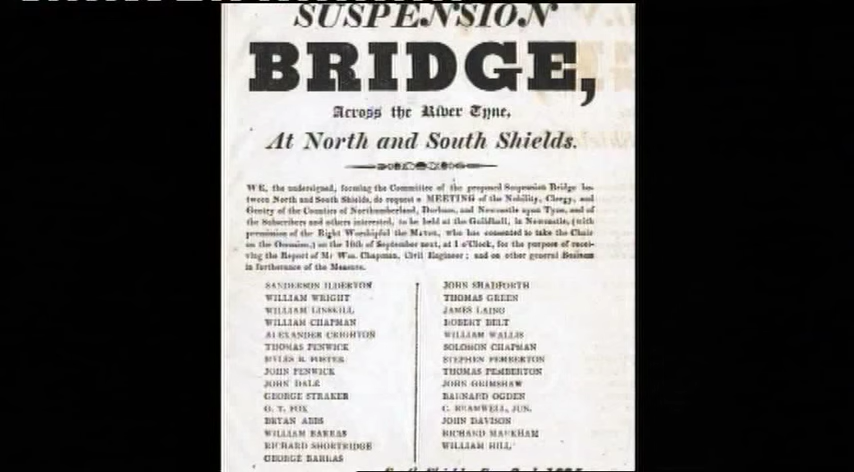 SUSPENSION
BRIDGE,
Across the River Tyne,
At North and South Shields.
WE, the undersigned, forming the Committee of the proposed Suspension Bridge be-
tween North and South Shields, do request a MEETING of the Nobility, Clergy, and
Gentry of the Counties of Northumberland, Durham, and Newcastle upon Tyne, and of
the Subscribers and others interested, to be held at the Guildhall, in Newcastle, (with
permission of the Right Worshipful the MAYOR, who has consented to take the Chair
on the Occasion,) on the 10th of September next, at 1 o'Clock, for the purpose of recei-
ving the Report of Mr Wm. Chapman, Civil Engineer; and on other general Business
in furtherance of the Measure.
SANDERSON ILDERTON
WILLIAM WRIGHT
WILLIAM LINSKILL
WILLIAM CHAPMAN
ALEXANDER CRIGHTON
THOMAS FENWICK
MYLES B. FOSTER
JOHN FENWICK
JOHN DALE
GEORGE STRAKER
G. T. FOX
BRYAN ABBS
WILLIAM BARRAS
RICHARD SHORTRIDGE
GEORGE BARRAS
JOHN SHADFORTH
THOMAS GREEN
JAMES LAING
ROBERT BELT
WILLIAM WALLIS
SOLOMON CHAPMAN
STEPHEN PEMBERTON
THOMAS PEMBERTON
JOHN GRIMSHAW
BARNARD OGDEN
C. BRAMWELL, JUN.
JOHN DAVISON
RICHARD MARKHAM
WILLIAM HILL